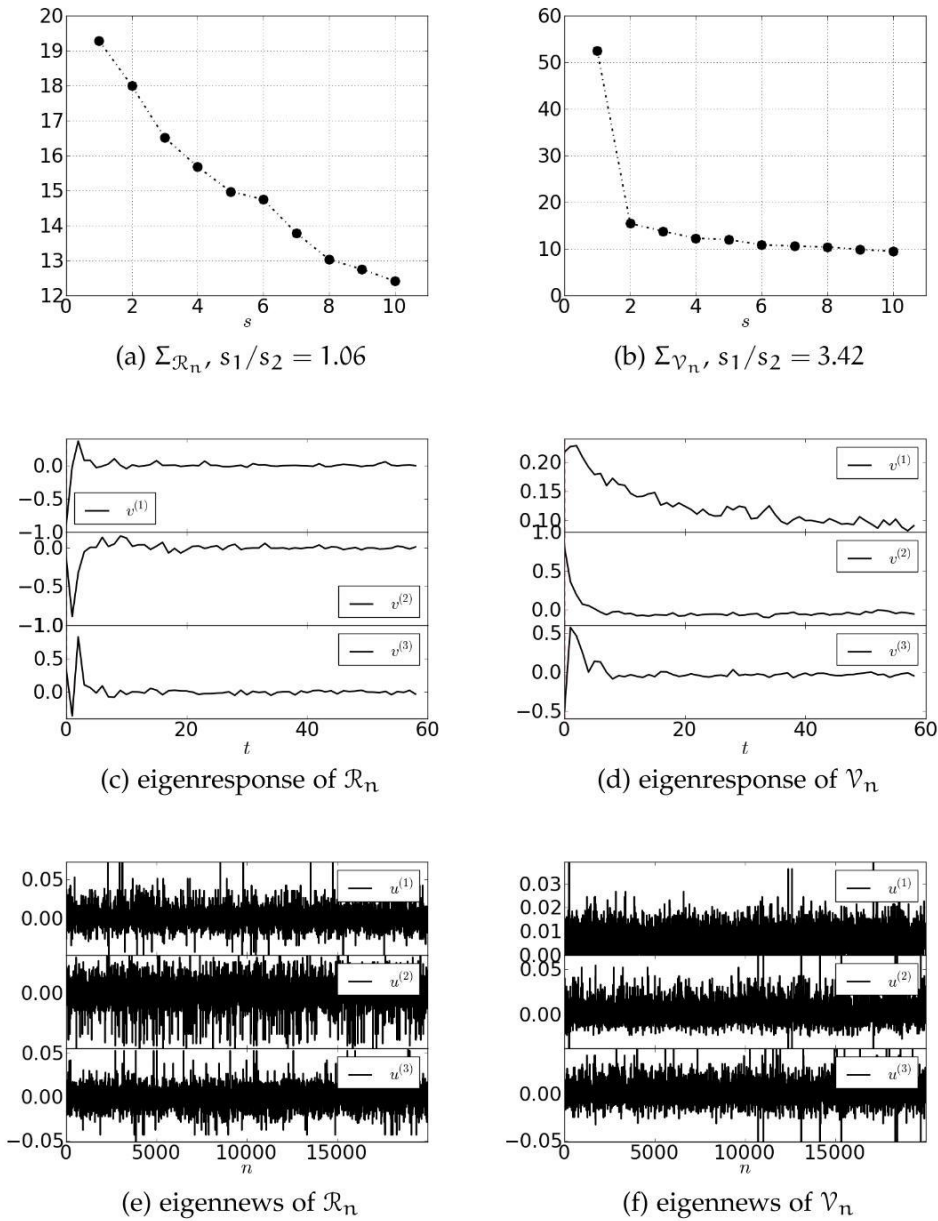 20
19
18
17
16
15
14
13
12
0 2 4 6 8 10
s
(a) Σ_{ℛ_n}, s₁/s₂ = 1.06
60
50
40
30
20
10
0
0 2 4 6 8 10
s
(b) Σ_{𝒱_n}, s₁/s₂ = 3.42
0.0
−0.5
−1.0
v^{(1)}
0.0
−0.5
−1.0
v^{(2)}
0.5
0.0
v^{(3)}
0 20 40 60
t
(c) eigenresponse of ℛ_n
0.20
0.15
0.10
v^{(1)}
1.0
0.5
0.0
v^{(2)}
0.5
0.0
−0.5
v^{(3)}
0 20 40 60
t
(d) eigenresponse of 𝒱_n
0.05
0.00
u^{(1)}
0.00
u^{(2)}
0.05
0.00
−0.05
u^{(3)}
0 5000 10000 15000
n
(e) eigennews of ℛ_n
0.03
0.02
0.01
0.00
u^{(1)}
0.05
0.00
u^{(2)}
0.00
−0.05
u^{(3)}
0 5000 10000 15000
n
(f) eigennews of 𝒱_n